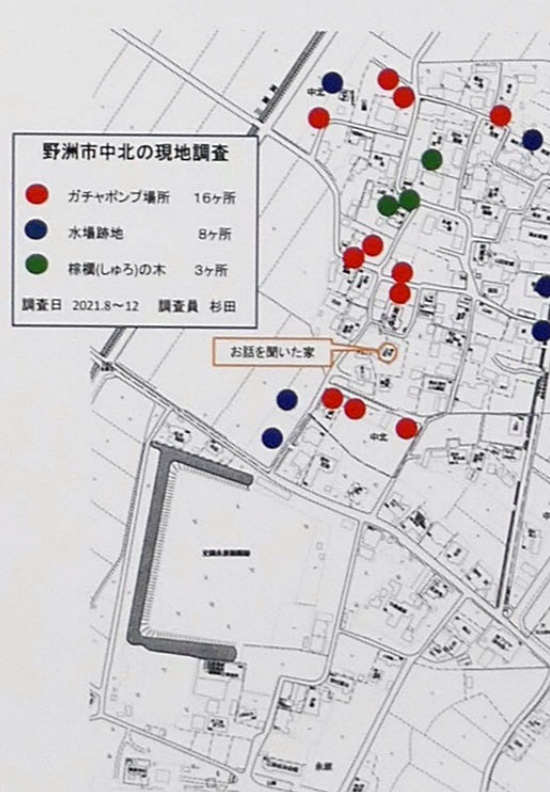 野洲市中北の現地調査
ガチャポンプ場所 16ヶ所
水場跡地 8ヶ所
棕櫚(しゅろ)の木 3ヶ所
調査日 2021.8～12 調査員 杉田
中北
お話を聞いた家
中北
永原